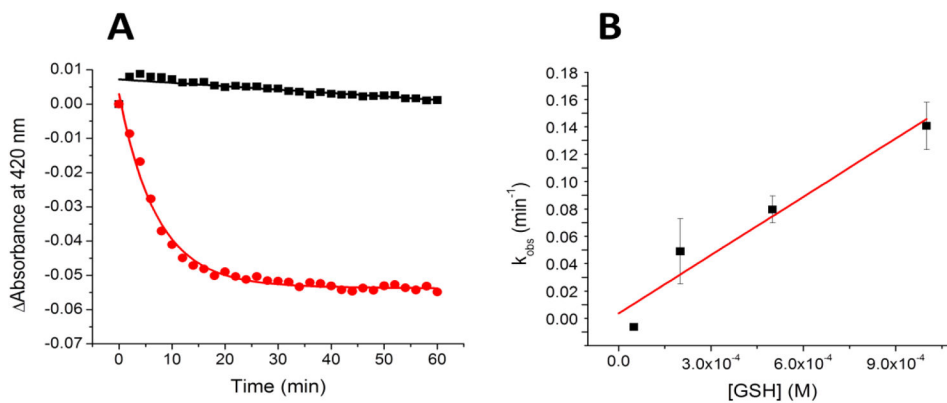 A
B
0.01
0.00
-0.01
-0.02
-0.03
-0.04
-0.05
-0.06
-0.07
ΔAbsorbance at 420 nm
0 10 20 30 40 50 60
Time (min)
0.18
0.16
0.14
0.12
0.10
0.08
0.06
0.04
0.02
0.00
k_obs (min⁻¹)
0.0 3.0x10⁻⁴ 6.0x10⁻⁴ 9.0x10⁻⁴
[GSH] (M)